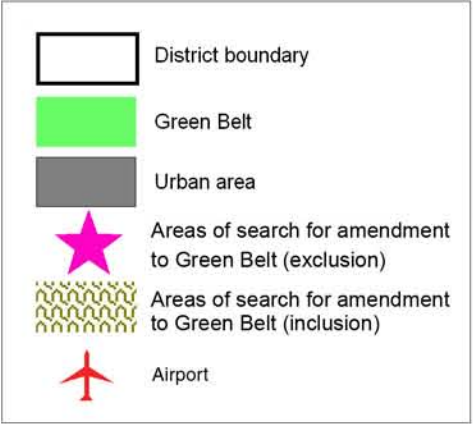 District boundary
Green Belt
Urban area
Areas of search for amendment
to Green Belt (exclusion)
Areas of search for amendment
to Green Belt (inclusion)
Airport